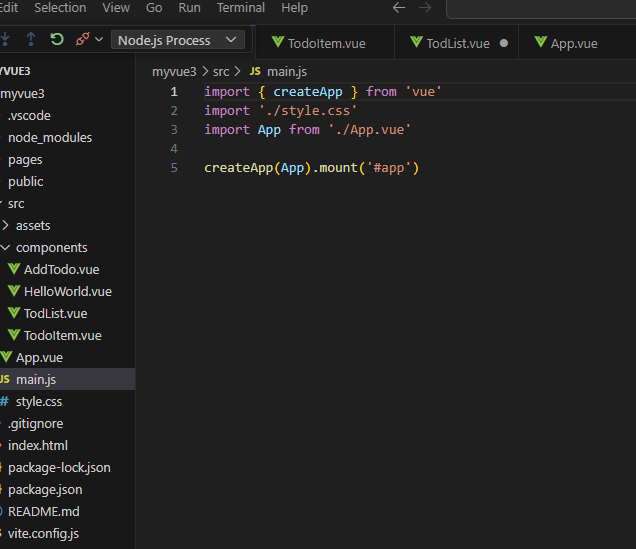 Edit Selection View Go Run Terminal Help
Node.js Process
TodoItem.vue TodList.vue App.vue
MYVUE3
myvue3 > src > JS main.js
myvue3
.vscode
node_modules
pages
public
src
assets
components
AddTodo.vue
HelloWorld.vue
TodList.vue
TodoItem.vue
App.vue
JS main.js
# style.css
.gitignore
index.html
package-lock.json
package.json
README.md
vite.config.js
1 import { createApp } from 'vue'
2 import './style.css'
3 import App from './App.vue'
4
5 createApp(App).mount('#app')